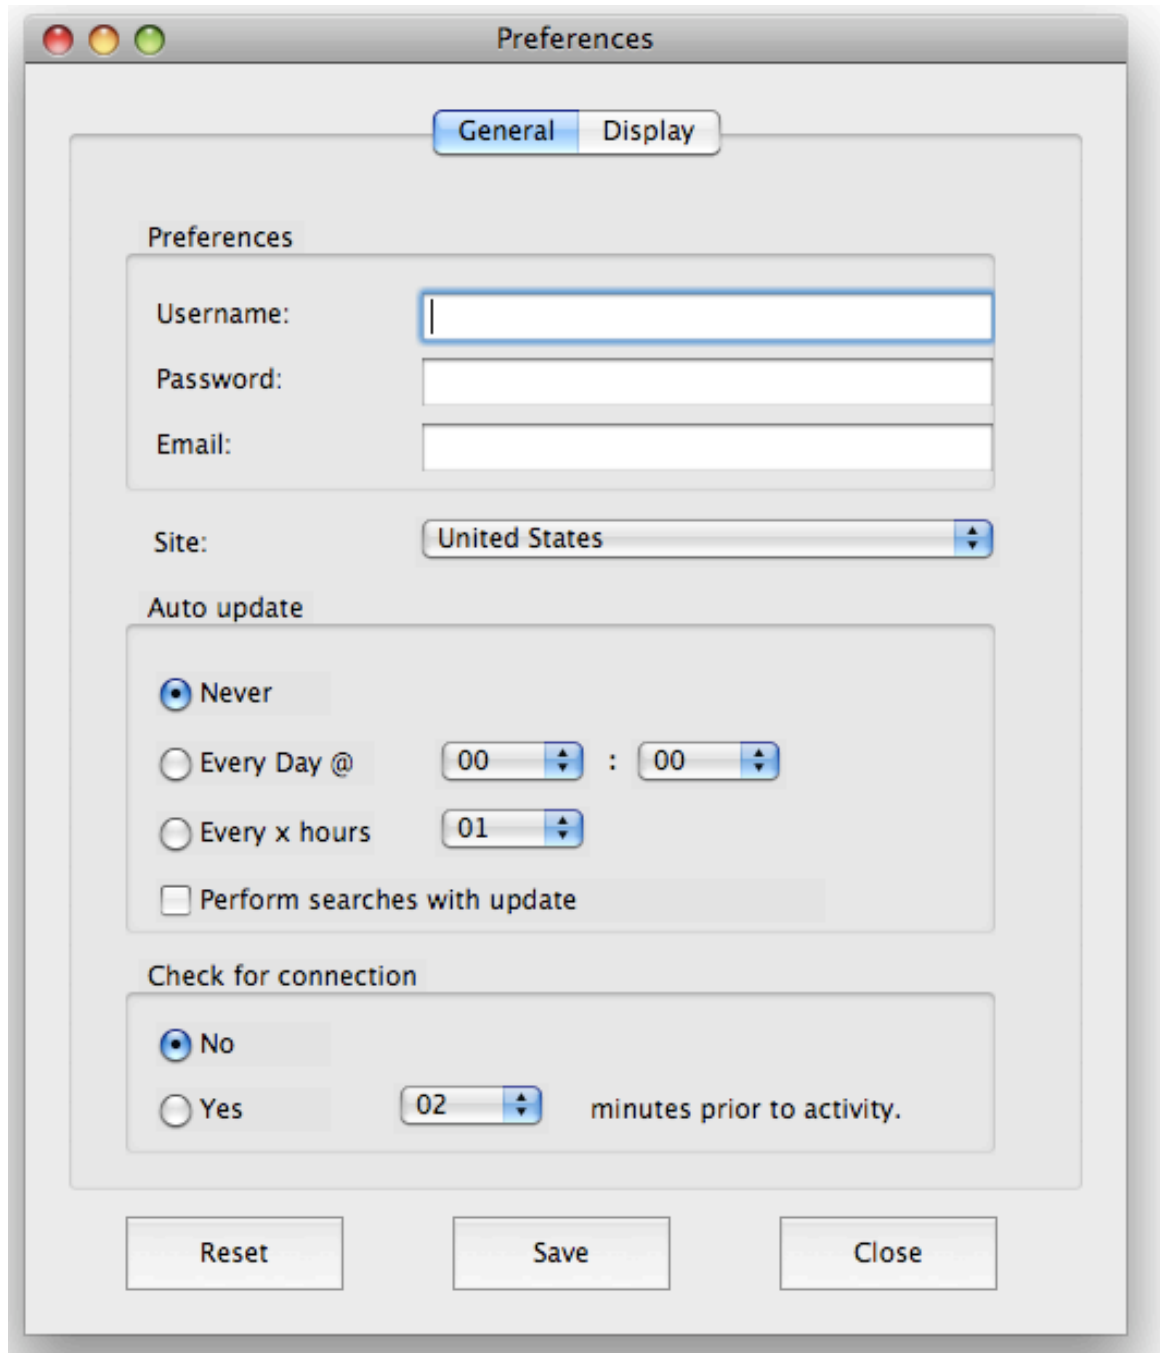 Preferences
General Display
Preferences
Username:
Password:
Email:
Site: United States
Auto update
Never
Every Day @ 00 : 00
Every x hours 01
Perform searches with update
Check for connection
No
Yes 02 minutes prior to activity.
Reset Save Close